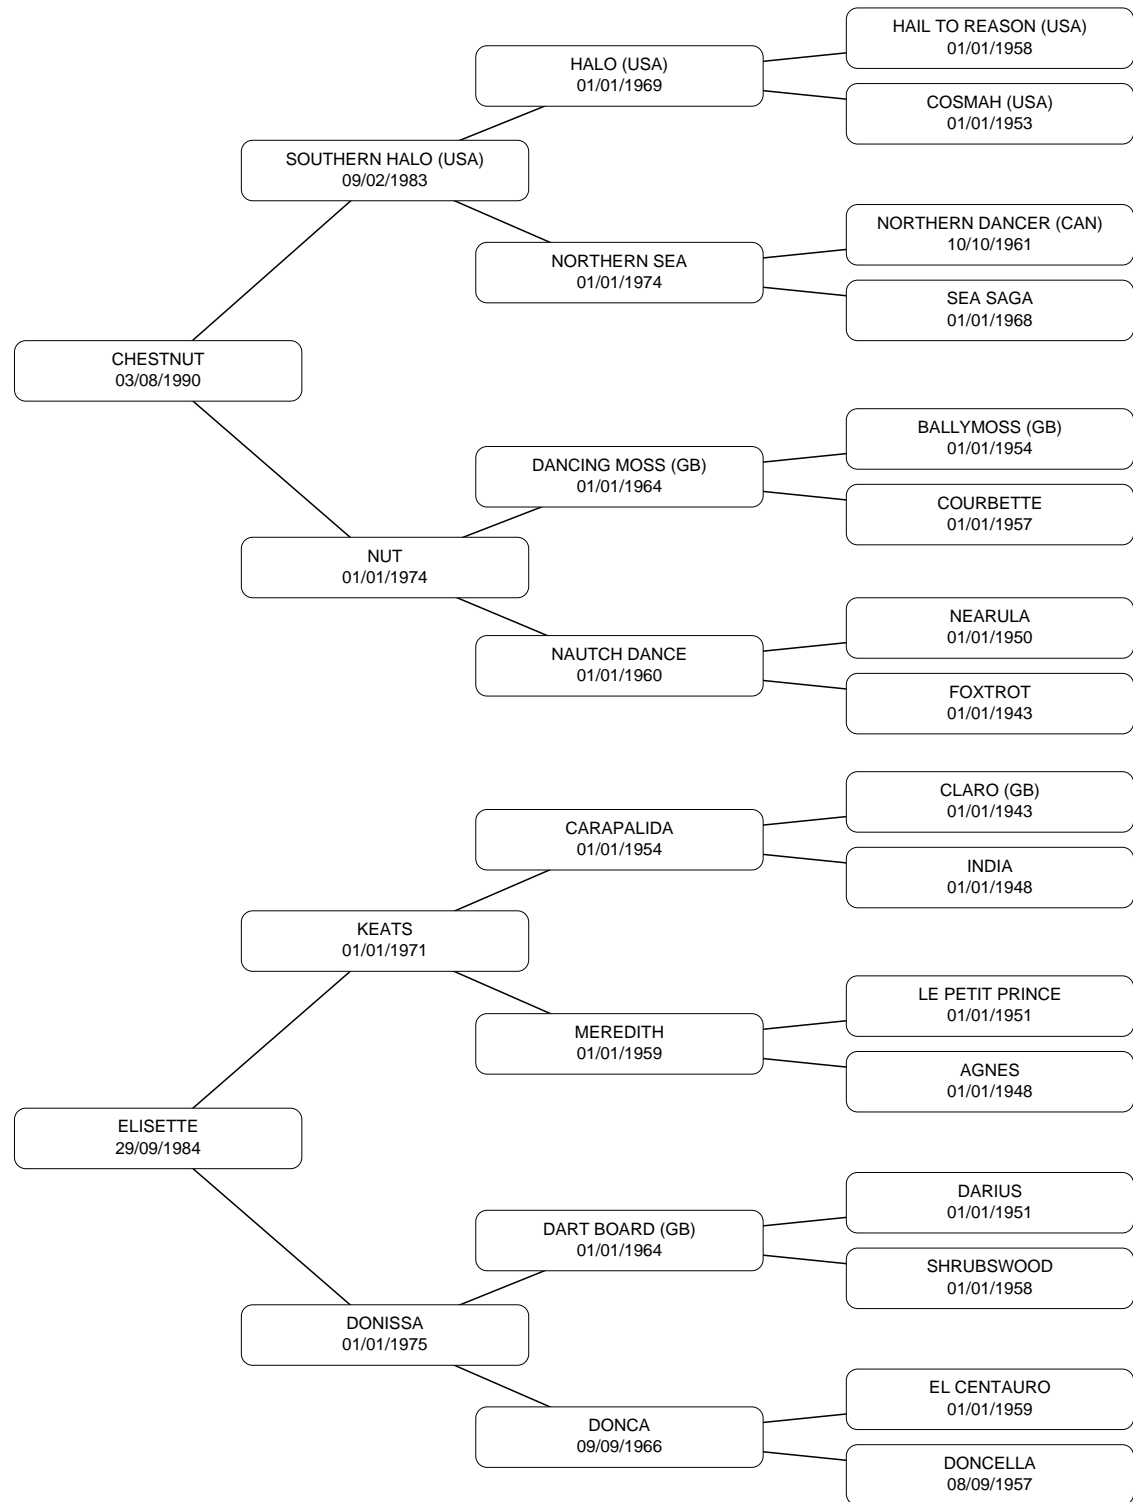 HAIL TO REASON (USA)
01/01/1958
HALO (USA)
01/01/1969
COSMAH (USA)
01/01/1953
SOUTHERN HALO (USA)
09/02/1983
NORTHERN DANCER (CAN)
10/10/1961
NORTHERN SEA
01/01/1974
SEA SAGA
01/01/1968
CHESTNUT
03/08/1990
BALLYMOSS (GB)
01/01/1954
DANCING MOSS (GB)
01/01/1964
COURBETTE
01/01/1957
NUT
01/01/1974
NEARULA
01/01/1950
NAUTCH DANCE
01/01/1960
FOXTROT
01/01/1943
CLARO (GB)
01/01/1943
CARAPALIDA
01/01/1954
INDIA
01/01/1948
KEATS
01/01/1971
LE PETIT PRINCE
01/01/1951
MEREDITH
01/01/1959
AGNES
01/01/1948
ELISETTE
29/09/1984
DARIUS
01/01/1951
DART BOARD (GB)
01/01/1964
SHRUBSWOOD
01/01/1958
DONISSA
01/01/1975
EL CENTAURO
01/01/1959
DONCA
09/09/1966
DONCELLA
08/09/1957